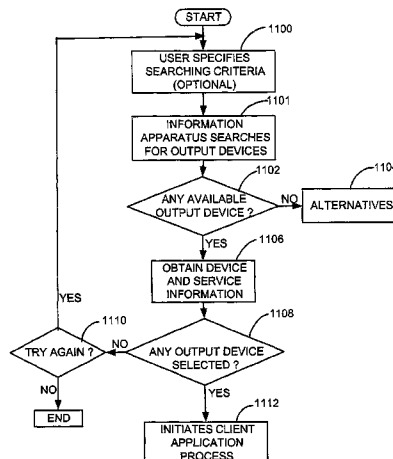 START
1100
USER SPECIFIES
SEARCHING CRITERIA
(OPTIONAL)
1101
INFORMATION
APPARATUS SEARCHES
FOR OUTPUT DEVICES
1102
ANY AVAILABLE
OUTPUT DEVICE ?
NO
ALTERNATIVES
YES
1106
OBTAIN DEVICE
AND SERVICE
INFORMATION
1108
ANY OUTPUT DEVICE
SELECTED ?
NO
1110
TRY AGAIN ?
YES
NO
END
YES
1112
INITIATES CLIENT
APPLICATION
PROCESS